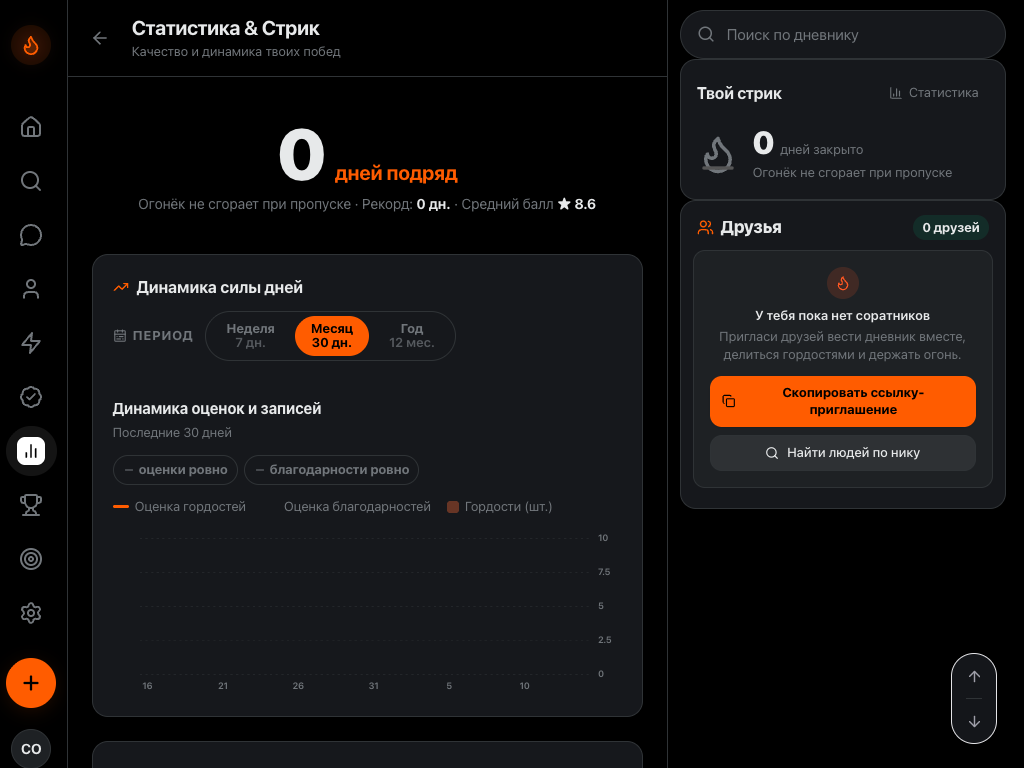 Статистика & Стрик
Качество и динамика твоих побед
0 дней подряд
Огонёк не сгорает при пропуске · Рекорд: 0 дн. · Средний балл ★ 8.6
Динамика силы дней
ПЕРИОД
Неделя
7 дн.
Месяц
30 дн.
Год
12 мес.
Динамика оценок и записей
Последние 30 дней
— оценки ровно
— благодарности ровно
Оценка гордостей
Оценка благодарностей
Гордости (шт.)
10
7.5
5
2.5
0
16 21 26 31 5 10
CO
Поиск по дневнику
Твой стрик
Статистика
0 дней закрыто
Огонёк не сгорает при пропуске
Друзья
0 друзей
У тебя пока нет соратников
Пригласи друзей вести дневник вместе,
делиться гордостями и держать огонь.
Скопировать ссылку-
приглашение
Найти людей по нику